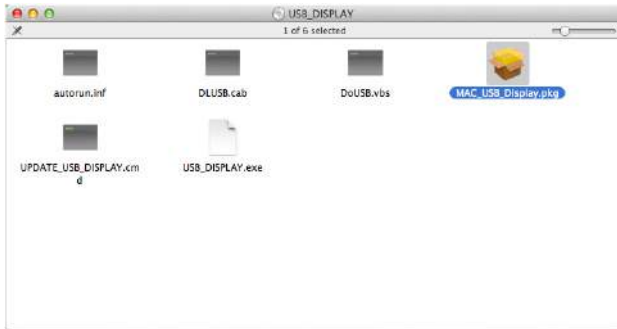 USB_DISPLAY
1 of 6 selected
autorun.inf
DLUSB.cab
DoUSB.vbs
MAC_USB_Display.pkg
UPDATE_USB_DISPLAY.cm
d
USB_DISPLAY.exe